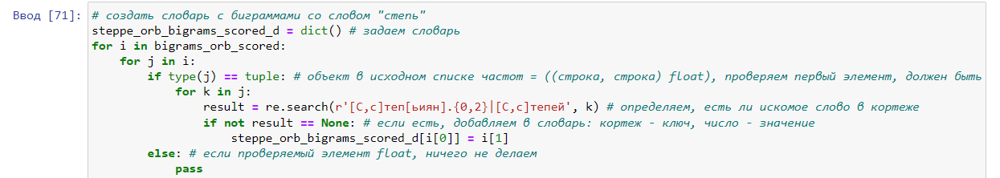 Ввод [71]: # создать словарь с биграммами со словом "степь"
steppe_orb_bigrams_scored_d = dict() # задаем словарь
for i in bigrams_orb_scored:
    for j in i:
        if type(j) == tuple: # объект в исходном списке частот = ((строка, строка) float), проверяем первый элемент, должен быть
            for k in j:
                result = re.search(r'[С,с]теп[ьиян].{0,2}|[С,с]тепей', k) # определяем, есть ли искомое слово в кортеже
                if not result == None: # если есть, добавляем в словарь: кортеж - ключ, число - значение
                    steppe_orb_bigrams_scored_d[i[0]] = i[1]
        else: # если проверяемый элемент float, ничего не делаем
            pass